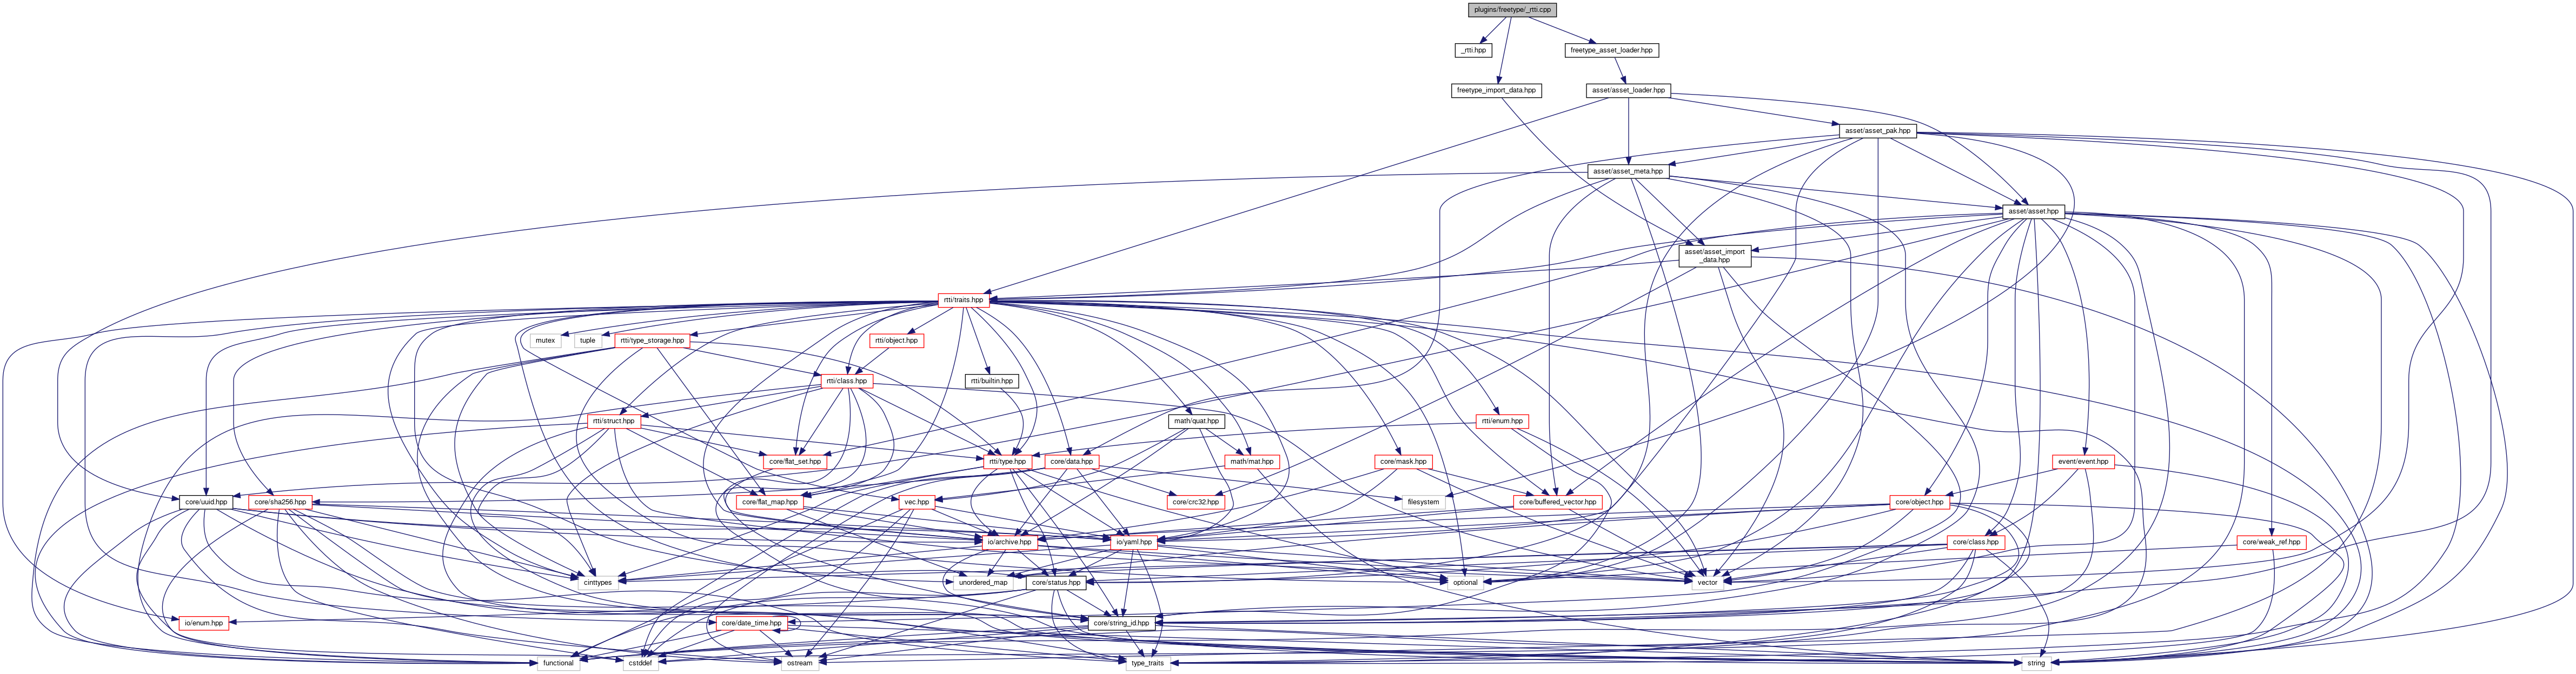 plugins/freetype/_rtti.cpp
_rtti.hpp
freetype_asset_loader.hpp
freetype_import_data.hpp
asset/asset_loader.hpp
asset/asset_pak.hpp
asset/asset_meta.hpp
asset/asset.hpp
asset/asset_import
_data.hpp
rtti/traits.hpp
mutex
tuple
rtti/type_storage.hpp
rtti/object.hpp
rtti/class.hpp
rtti/builtin.hpp
rtti/struct.hpp
math/quat.hpp
rtti/enum.hpp
core/flat_set.hpp
rtti/type.hpp
core/data.hpp
math/mat.hpp
core/mask.hpp
event/event.hpp
core/uuid.hpp
core/sha256.hpp
core/flat_map.hpp
vec.hpp
core/crc32.hpp
filesystem
core/buffered_vector.hpp
core/object.hpp
io/archive.hpp
io/yaml.hpp
core/class.hpp
core/weak_ref.hpp
cinttypes
unordered_map
core/status.hpp
optional
vector
io/enum.hpp
core/date_time.hpp
core/string_id.hpp
functional
cstddef
ostream
type_traits
string